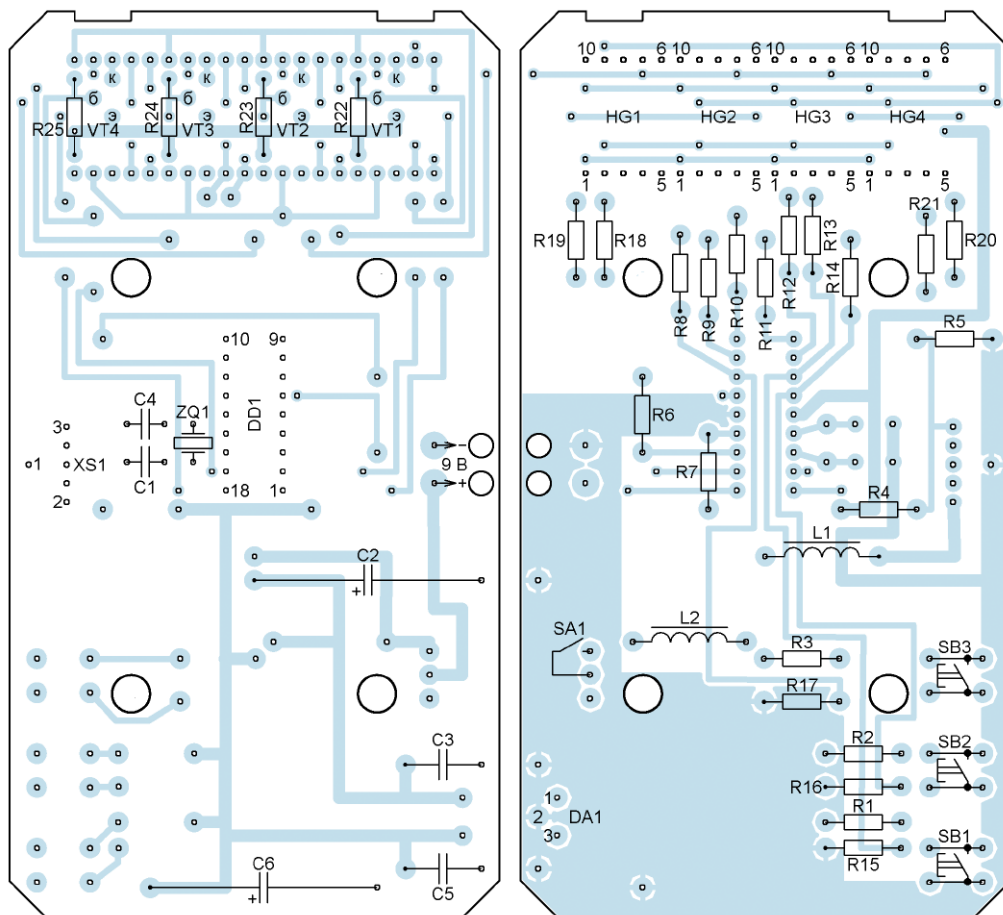 к к к к
б б б б
э э э э
R25 VT4 R24 VT3 R23 VT2 R22 VT1
10 9
DD1
18 1
C4 ZQ1
C1
3
1 XS1
2
−
9 В
+
C2
+
C3
C5
C6
+
10 6 10 6 10 6 10 6
HG1 HG2 HG3 HG4
1 5 1 5 1 5 1 5
R19 R18 R8 R9 R10 R11 R12 R13 R14 R21 R20
R5
R6
R7
R4
L1
L2
SA1
R3
R17
SB3
R2
SB2
R16
R1
SB1
R15
1
2 DA1
3